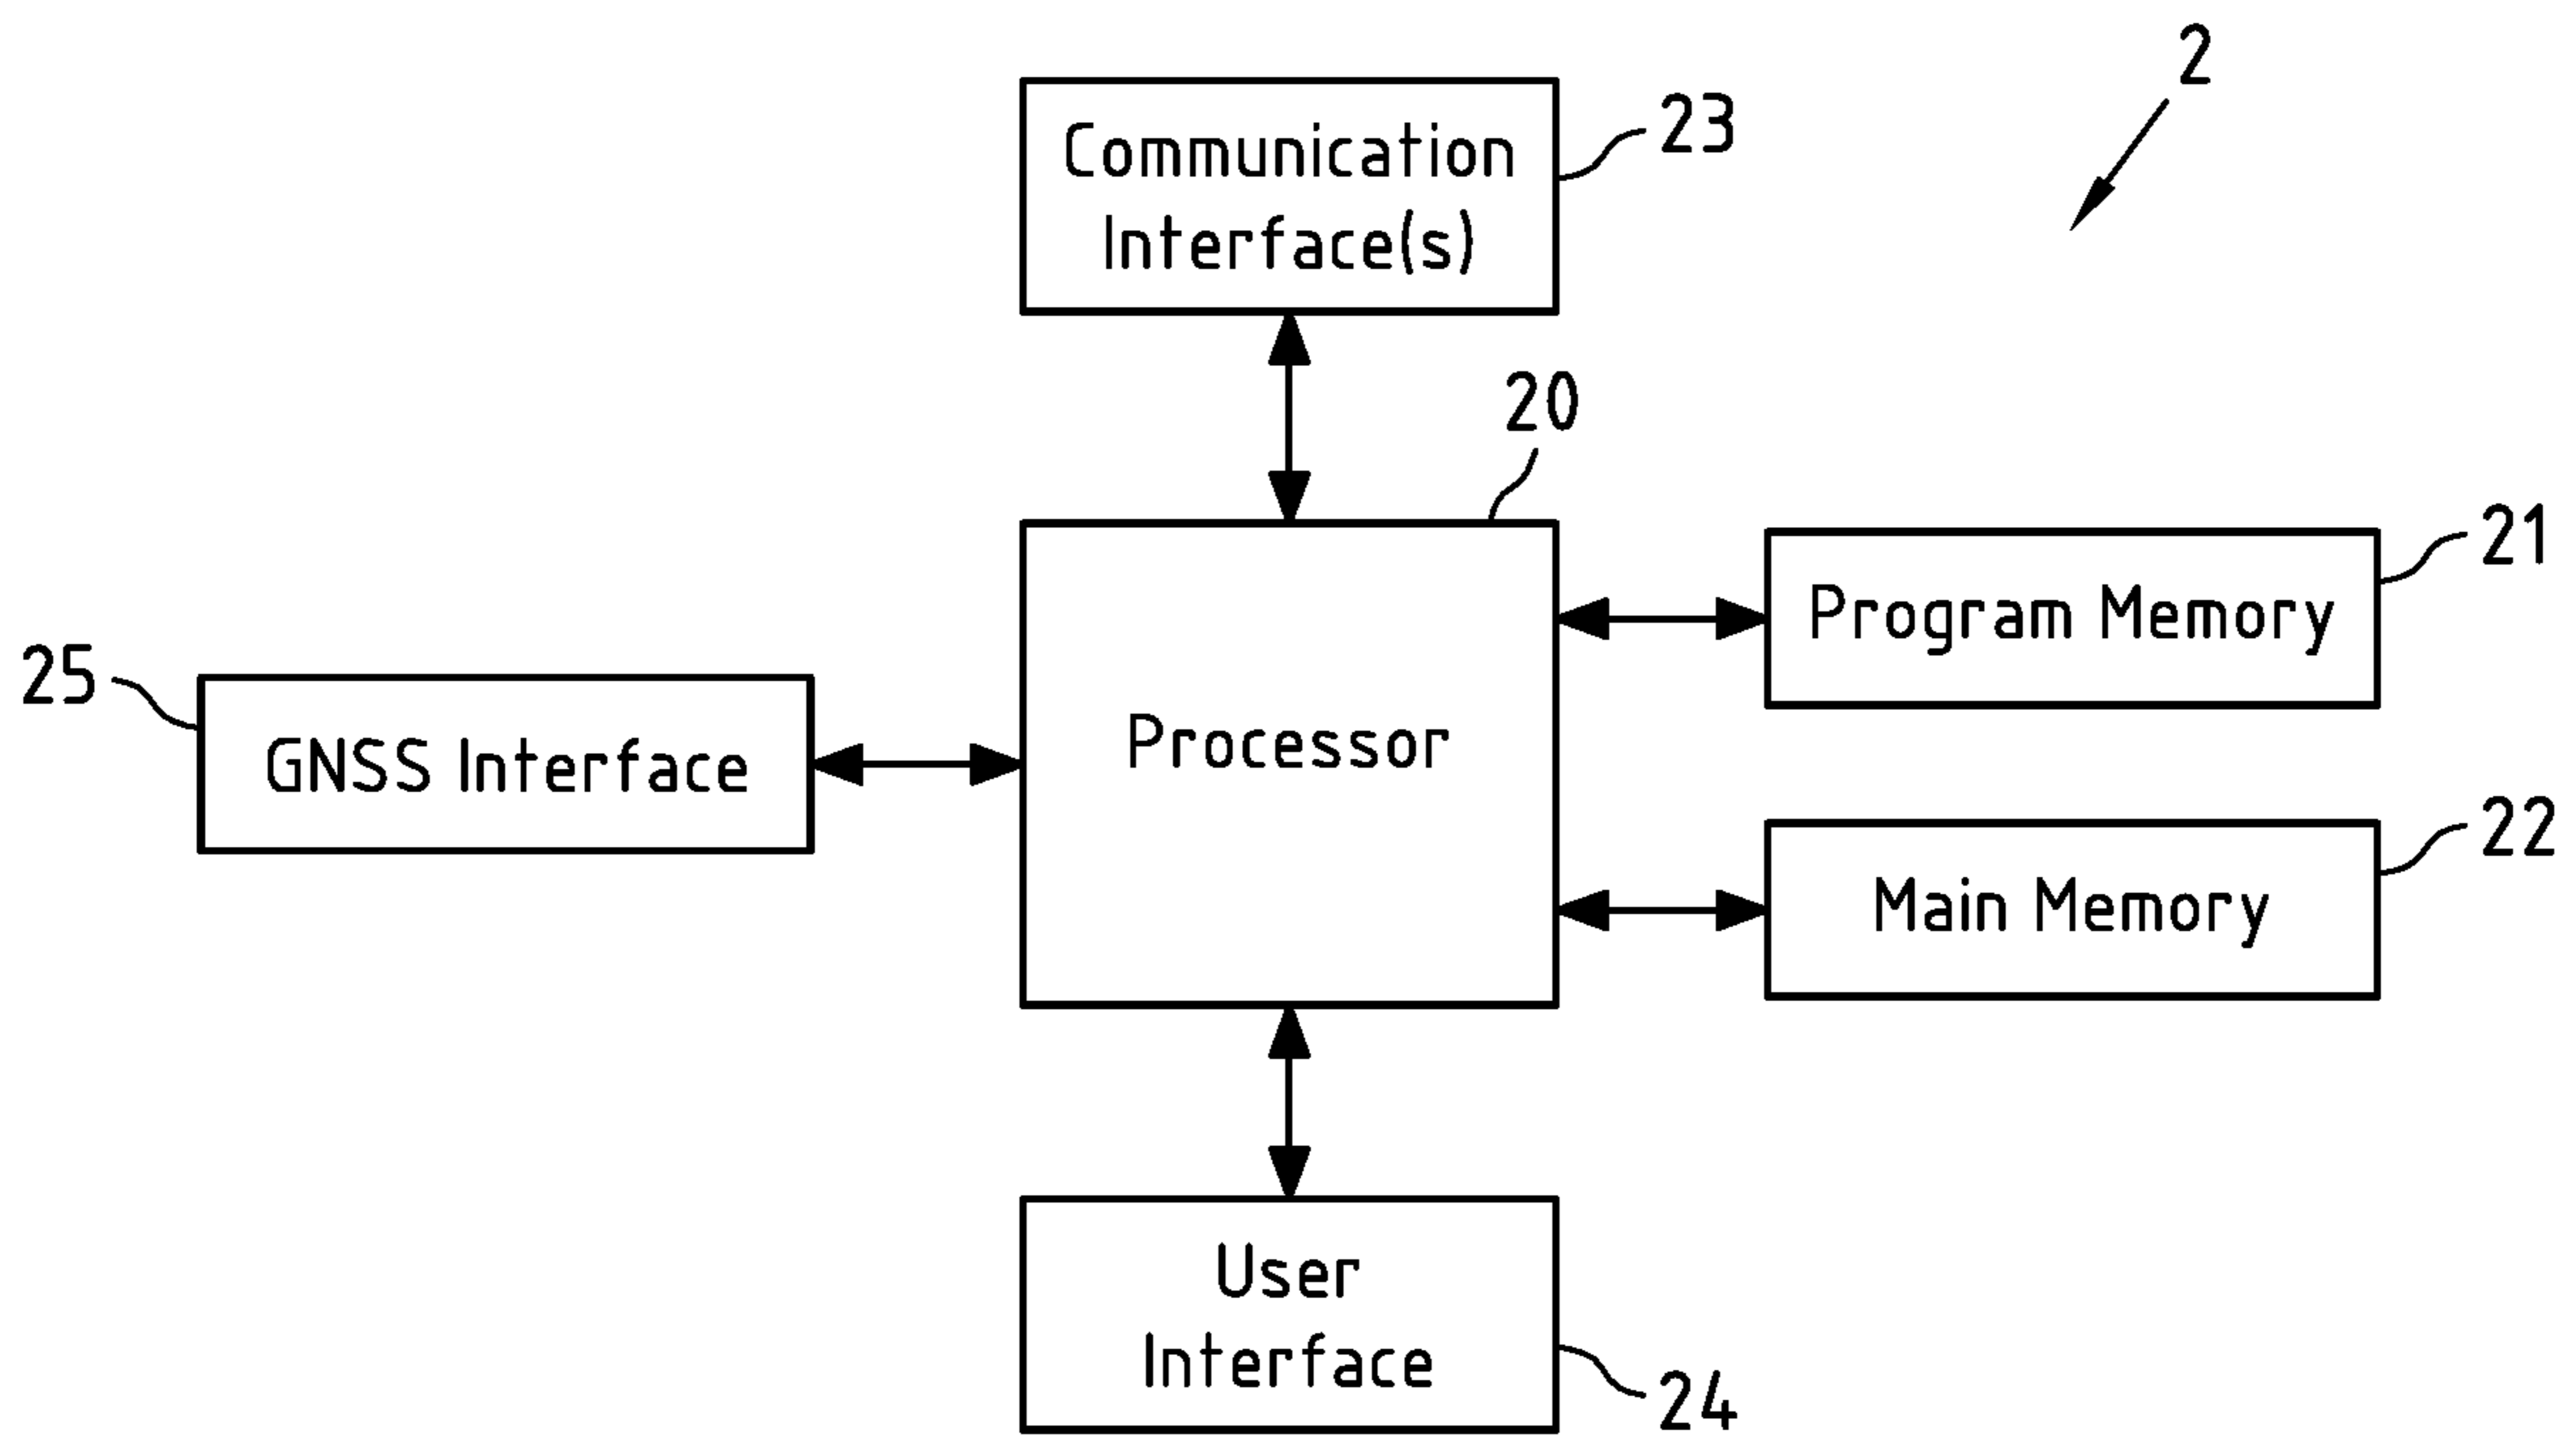 2
Communication
Interface(s)
23
20
Program Memory
21
Processor
25
GNSS Interface
Main Memory
22
User
Interface
24